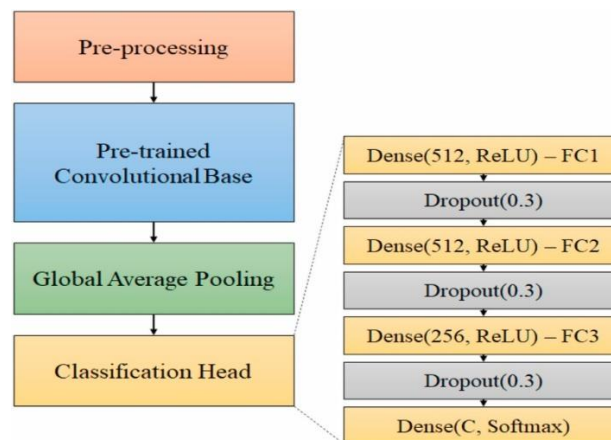 Pre-processing
Pre-trained
Convolutional Base
Global Average Pooling
Classification Head
Dense(512, ReLU) – FC1
Dropout(0.3)
Dense(512, ReLU) – FC2
Dropout(0.3)
Dense(256, ReLU) – FC3
Dropout(0.3)
Dense(C, Softmax)